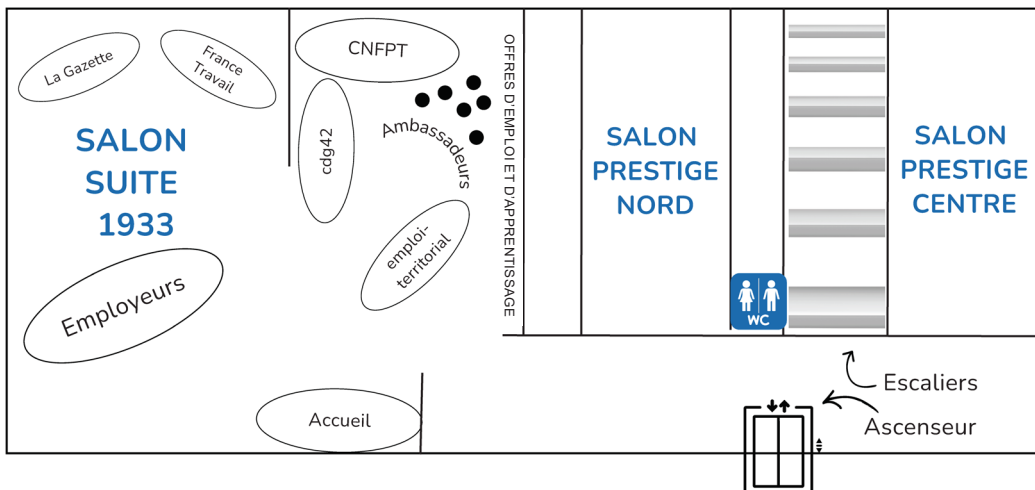 La Gazette
France
Travail
CNFPT
cdg42
Ambassadeurs
emploi-
territorial
SALON
SUITE
1933
Employeurs
Accueil
OFFRES D'EMPLOI ET D'APPRENTISSAGE
SALON
PRESTIGE
NORD
WC
SALON
PRESTIGE
CENTRE
Escaliers
Ascenseur